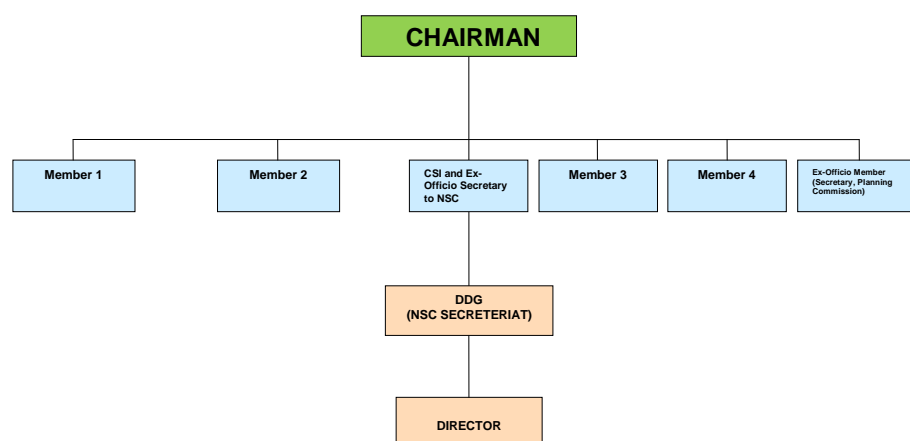 CHAIRMAN
Member 1
Member 2
CSI and Ex-
Officio Secretary
to NSC
Member 3
Member 4
Ex-Officio Member
(Secretary, Planning
Commission)
DDG
(NSC SECRETERIAT)
DIRECTOR